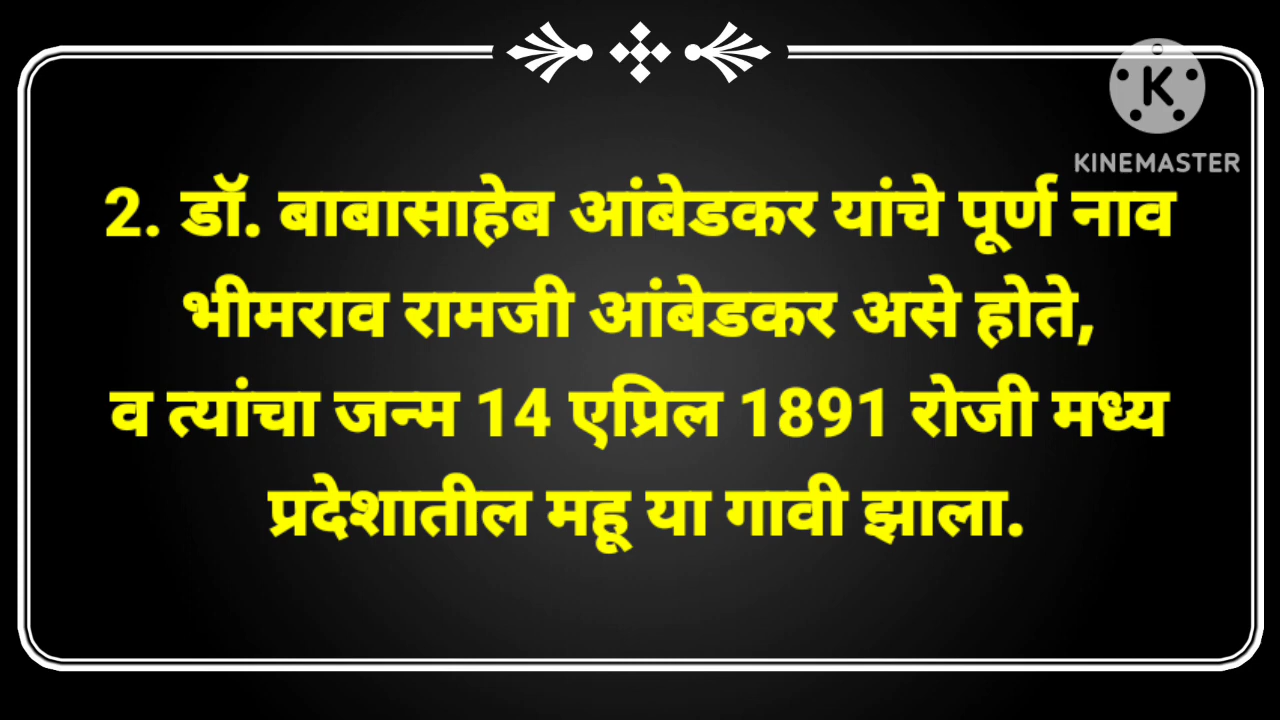 KINEMASTER
2. डॉ. बाबासाहेब आंबेडकर यांचे पूर्ण नाव
भीमराव रामजी आंबेडकर असे होते,
व त्यांचा जन्म 14 एप्रिल 1891 रोजी मध्य
प्रदेशातील महू या गावी झाला.